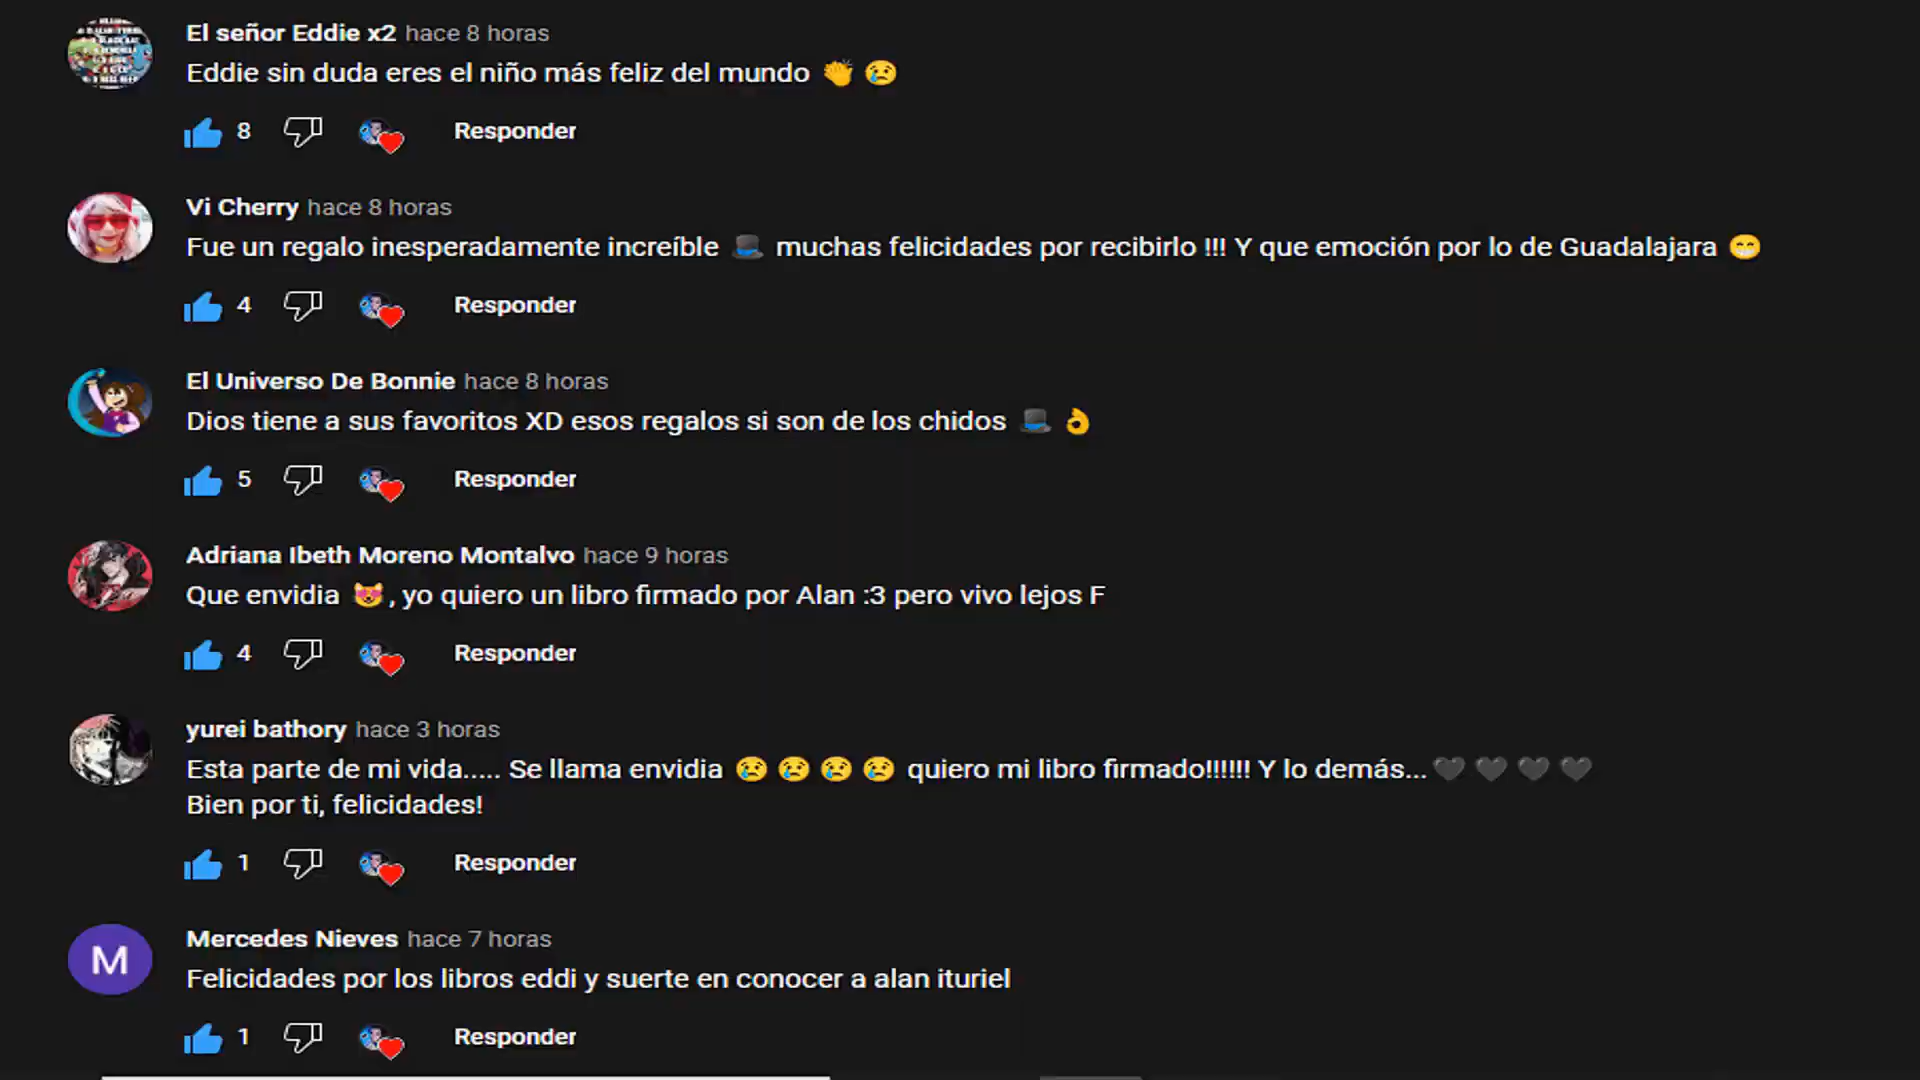 El señor Eddie x2 hace 8 horas
Eddie sin duda eres el niño más feliz del mundo 👏 😢
8 Responder
Vi Cherry hace 8 horas
Fue un regalo inesperadamente increíble 🎩 muchas felicidades por recibirlo !!! Y que emoción por lo de Guadalajara 😁
4 Responder
El Universo De Bonnie hace 8 horas
Dios tiene a sus favoritos XD esos regalos si son de los chidos 🎩 👌
5 Responder
Adriana Ibeth Moreno Montalvo hace 9 horas
Que envidia 😻, yo quiero un libro firmado por Alan :3 pero vivo lejos F
4 Responder
yurei bathory hace 3 horas
Esta parte de mi vida..... Se llama envidia 😢 😢 😢 😢 quiero mi libro firmado!!!!!! Y lo demás...🖤 🖤 🖤 🖤
Bien por ti, felicidades!
1 Responder
M
Mercedes Nieves hace 7 horas
Felicidades por los libros eddi y suerte en conocer a alan ituriel
1 Responder